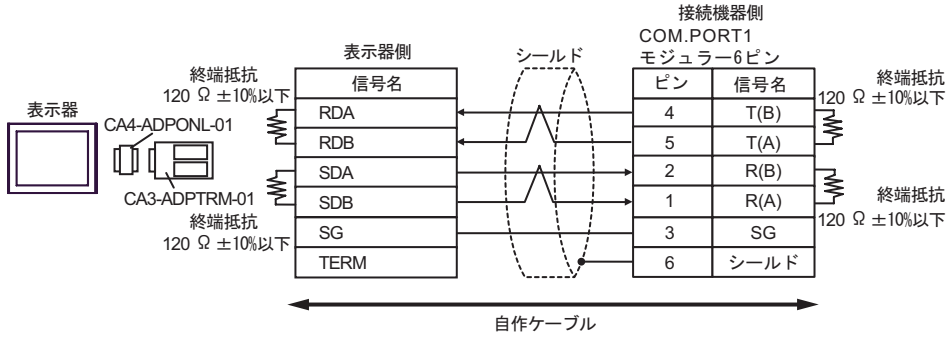 接続機器側
COM.PORT1
モジュラー6ピン
表示器側
シールド
終端抵抗
120 Ω ±10%以下
信号名
ピン
信号名
終端抵抗
120 Ω ±10%以下
表示器
CA4-ADPONL-01
CA3-ADPTRM-01
RDA
4
T(B)
RDB
5
T(A)
SDA
2
R(B)
SDB
1
R(A)
終端抵抗
120 Ω ±10%以下
終端抵抗
120 Ω ±10%以下
SG
3
SG
TERM
6
シールド
自作ケーブル